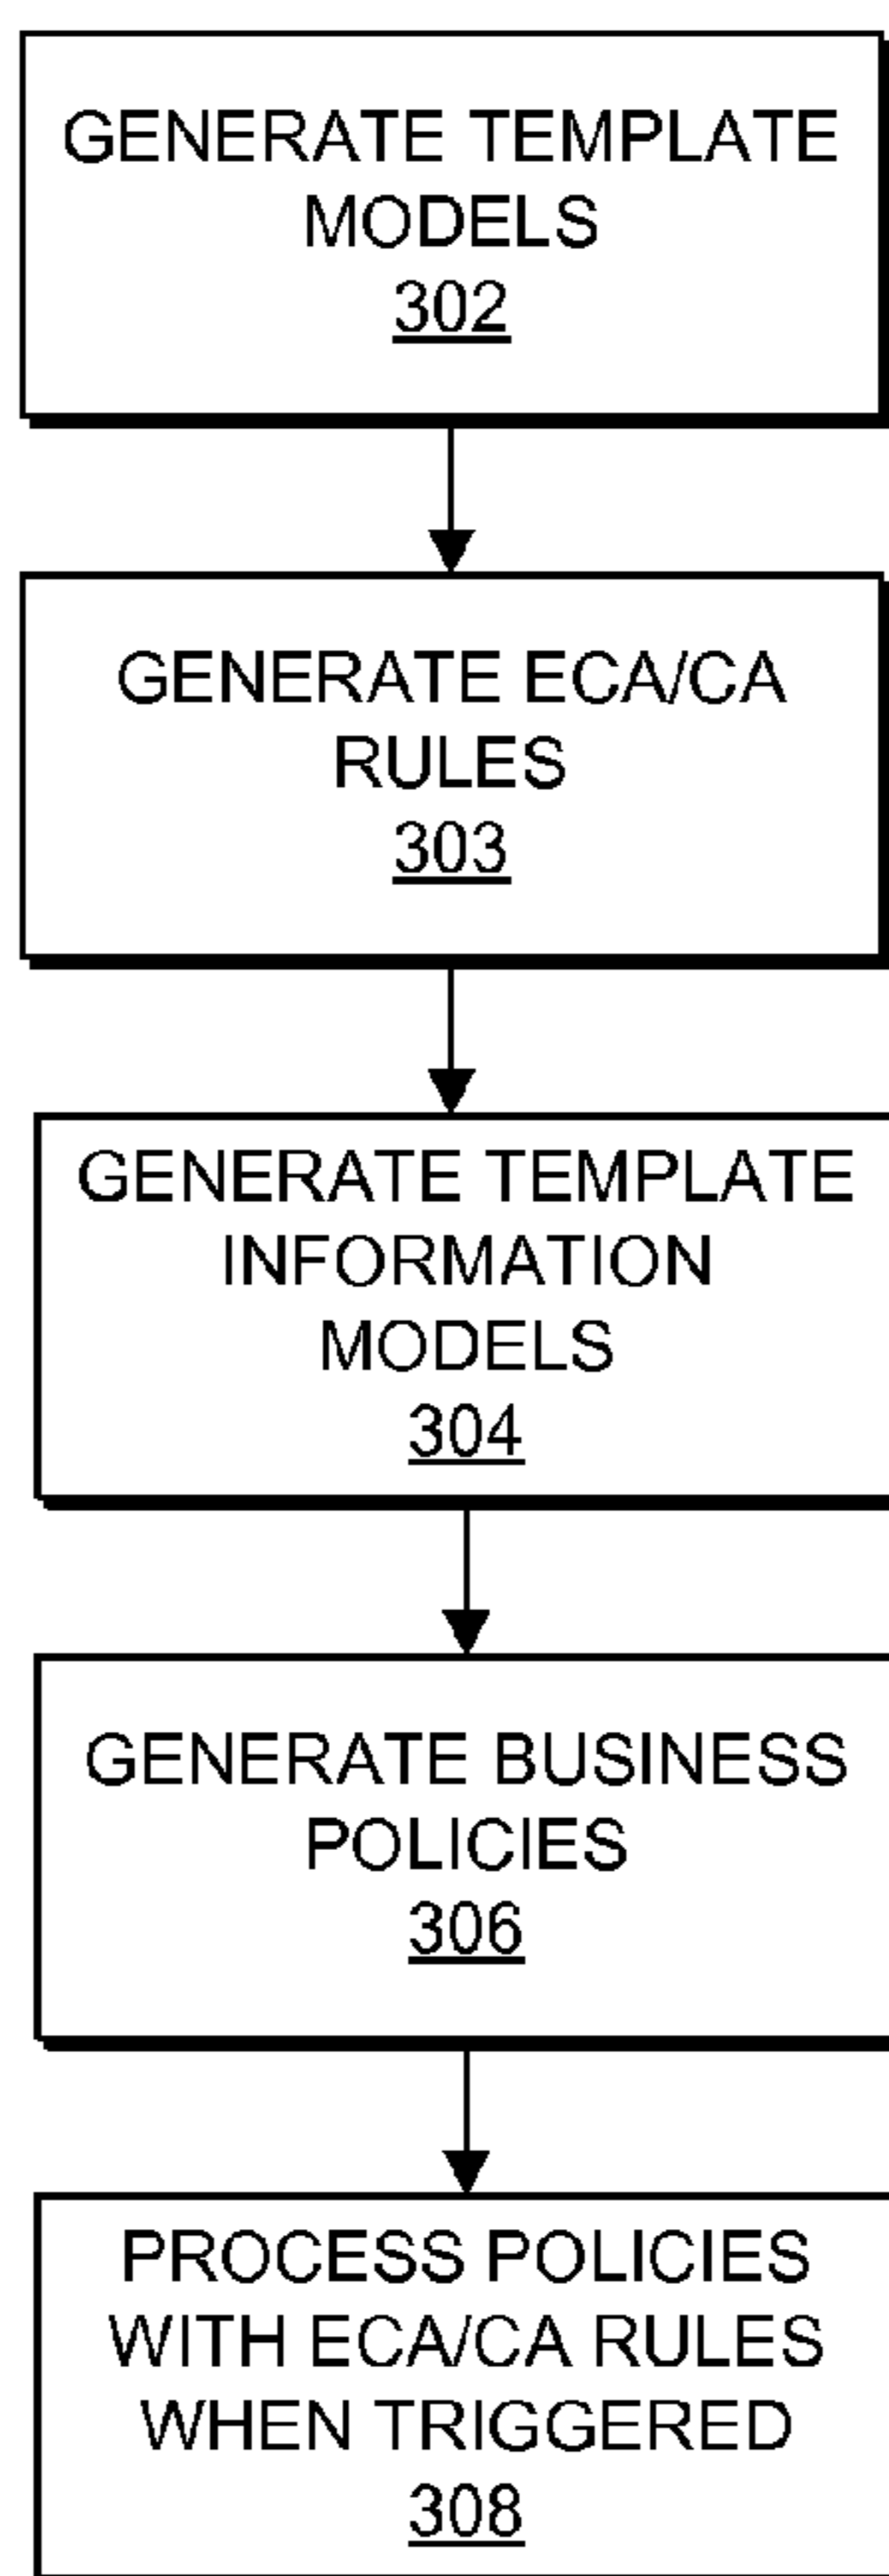 GENERATE TEMPLATE
MODELS
302
GENERATE ECA/CA
RULES
303
GENERATE TEMPLATE
INFORMATION
MODELS
304
GENERATE BUSINESS
POLICIES
306
PROCESS POLICIES
WITH ECA/CA RULES
WHEN TRIGGERED
308